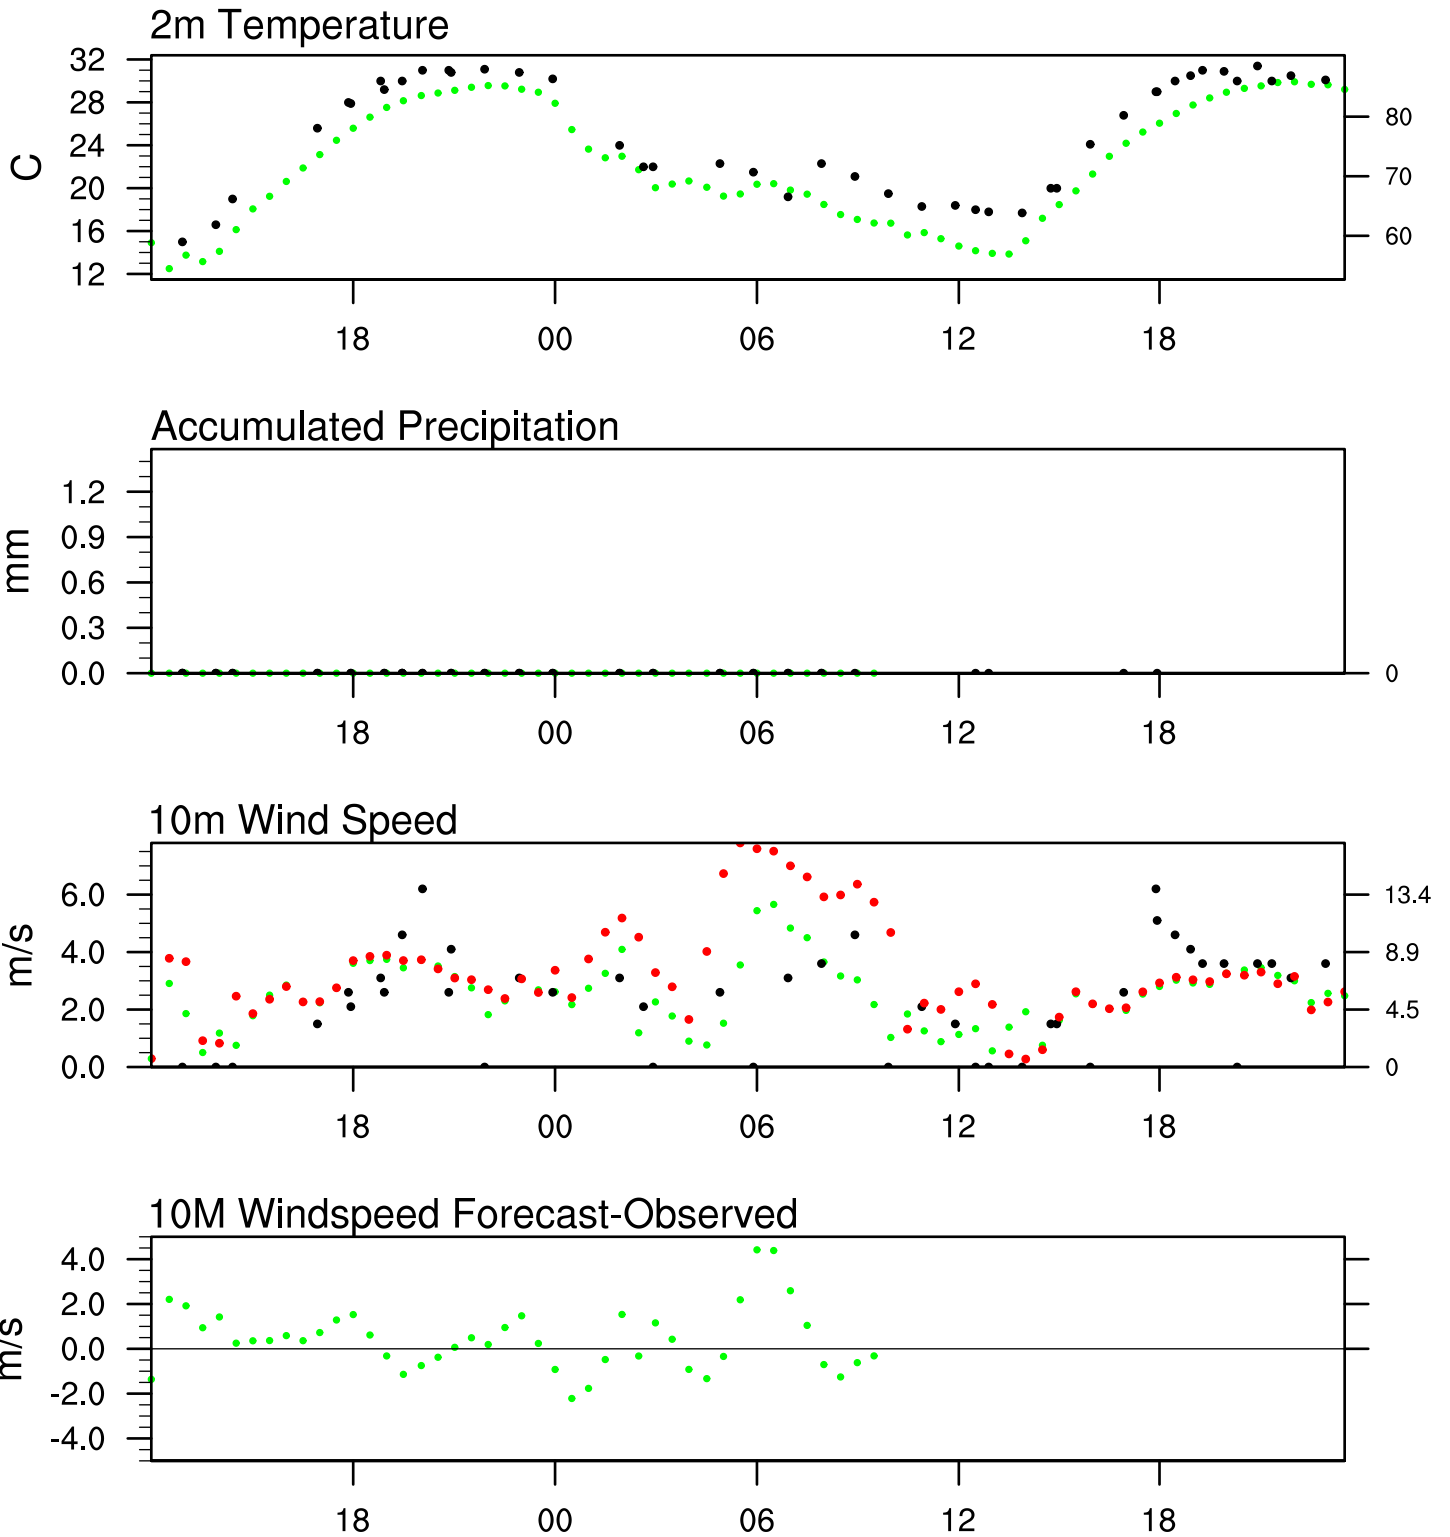 2m Temperature
32
28
24
20
16
12
C
80
70
60
18 00 06 12 18
Accumulated Precipitation
1.2
0.9
0.6
0.3
0.0
mm
0
18 00 06 12 18
10m Wind Speed
6.0
4.0
2.0
0.0
m/s
13.4
8.9
4.5
0
18 00 06 12 18
10M Windspeed Forecast-Observed
4.0
2.0
0.0
-2.0
-4.0
m/s
18 00 06 12 18